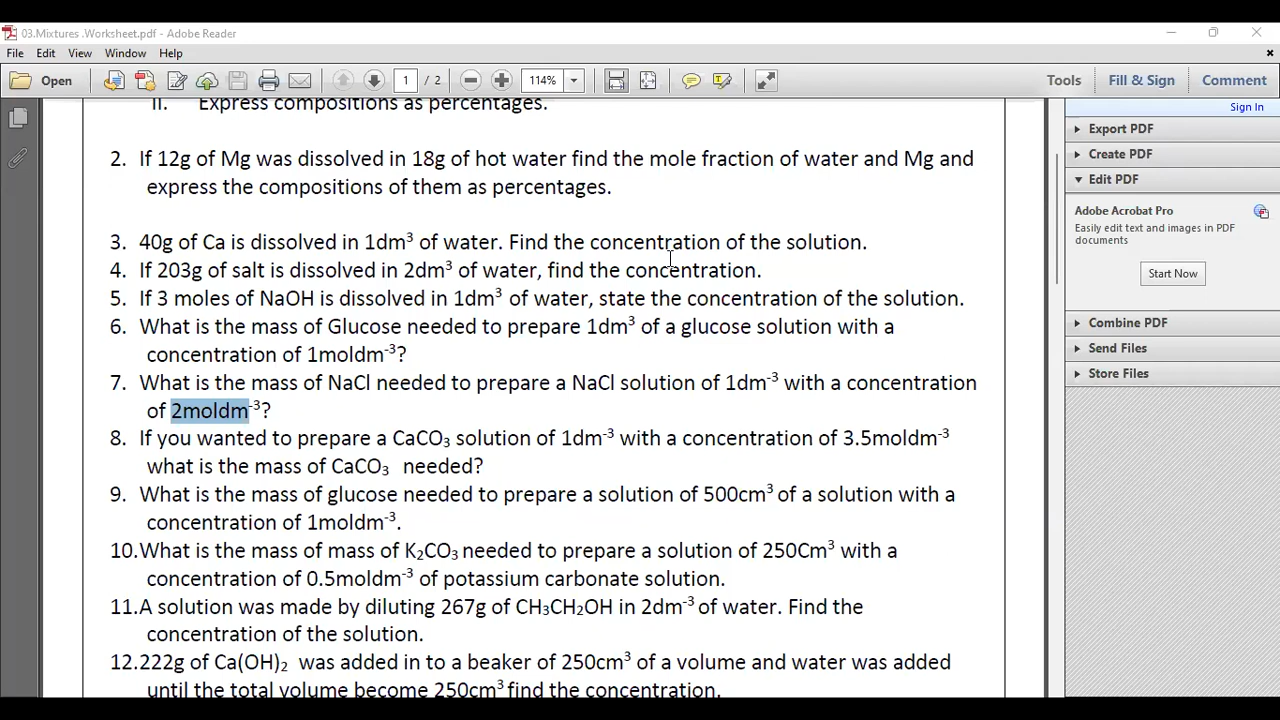 03.Mixtures .Worksheet.pdf - Adobe Reader
File Edit View Window Help
Open 1 / 2 114% Tools Fill & Sign Comment
Sign In
Export PDF
Create PDF
Edit PDF
Adobe Acrobat Pro
Easily edit text and images in PDF
documents
Start Now
Combine PDF
Send Files
Store Files
II. Express compositions as percentages.
2. If 12g of Mg was dissolved in 18g of hot water find the mole fraction of water and Mg and
express the compositions of them as percentages.
3. 40g of Ca is dissolved in 1dm³ of water. Find the concentration of the solution.
4. If 203g of salt is dissolved in 2dm³ of water, find the concentration.
5. If 3 moles of NaOH is dissolved in 1dm³ of water, state the concentration of the solution.
6. What is the mass of Glucose needed to prepare 1dm³ of a glucose solution with a
concentration of 1moldm⁻³?
7. What is the mass of NaCl needed to prepare a NaCl solution of 1dm⁻³ with a concentration
of 2moldm⁻³?
8. If you wanted to prepare a CaCO₃ solution of 1dm⁻³ with a concentration of 3.5moldm⁻³
what is the mass of CaCO₃ needed?
9. What is the mass of glucose needed to prepare a solution of 500cm³ of a solution with a
concentration of 1moldm⁻³.
10.What is the mass of mass of K₂CO₃ needed to prepare a solution of 250Cm³ with a
concentration of 0.5moldm⁻³ of potassium carbonate solution.
11.A solution was made by diluting 267g of CH₃CH₂OH in 2dm⁻³ of water. Find the
concentration of the solution.
12.222g of Ca(OH)₂ was added in to a beaker of 250cm³ of a volume and water was added
until the total volume become 250cm³ find the concentration.